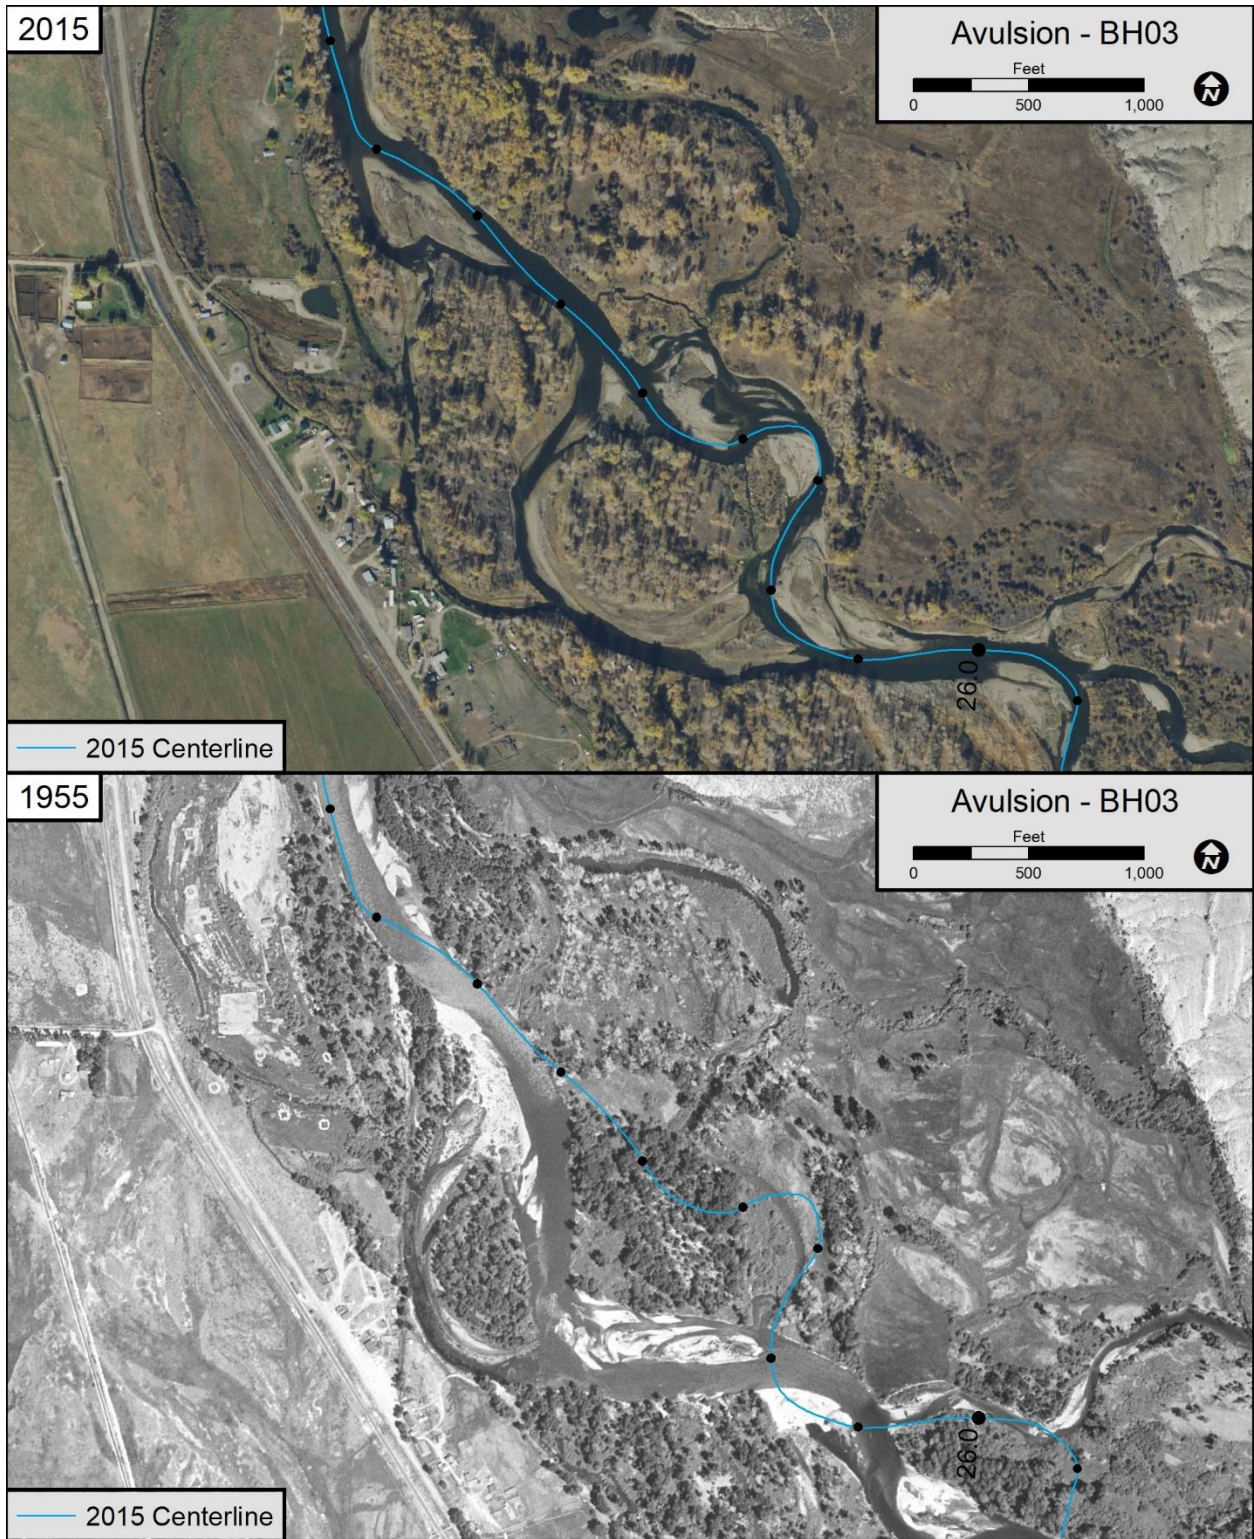 2015
Avulsion - BH03
Feet
0 500 1,000
N
26.0
2015 Centerline
1955
Avulsion - BH03
Feet
0 500 1,000
N
26.0
2015 Centerline